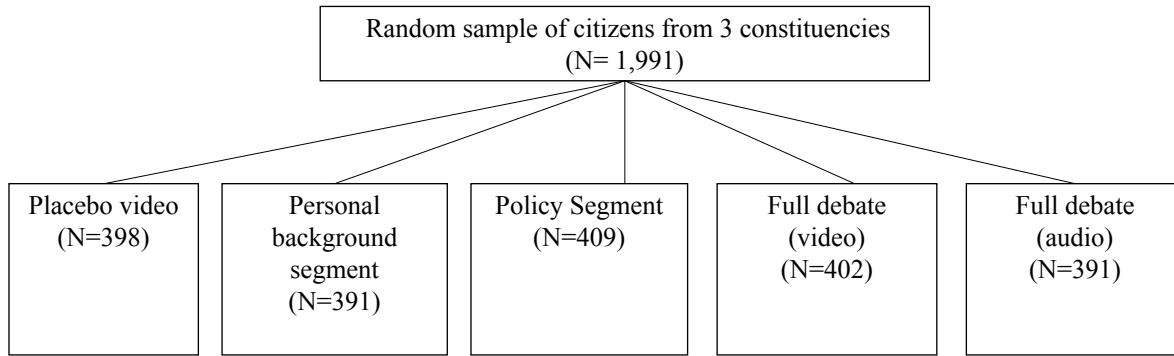 Random sample of citizens from 3 constituencies
(N= 1,991)
Placebo video
(N=398)
Personal
background
segment
(N=391)
Policy Segment
(N=409)
Full debate
(video)
(N=402)
Full debate
(audio)
(N=391)